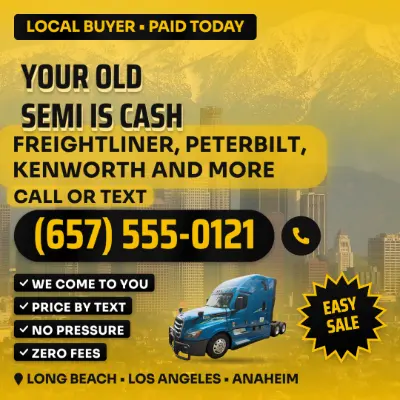 LOCAL BUYER • PAID TODAY
YOUR OLD
SEMI IS CASH
FREIGHTLINER, PETERBILT,
KENWORTH AND MORE
CALL OR TEXT
(657) 555-0121
WE COME TO YOU
PRICE BY TEXT
NO PRESSURE
ZERO FEES
EASY
SALE
LONG BEACH • LOS ANGELES • ANAHEIM